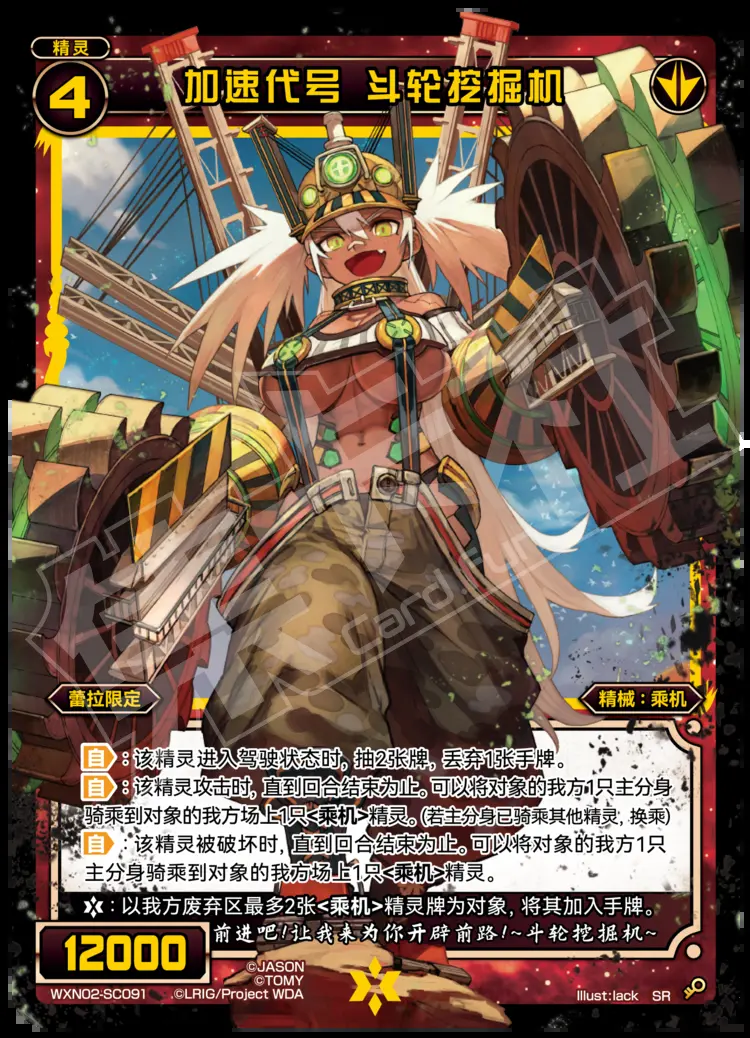 精灵
4
加速代号 斗轮挖掘机
Card.Lyr
蕾拉限定
精械：乘机
自：该精灵进入驾驶状态时，抽2张牌，丢弃1张手牌。
自：该精灵攻击时，直到回合结束为止。可以将对象的我方1只主分身
骑乘到对象的我方场上1只<乘机>精灵。(若主分身已骑乘其他精灵，换乘)
自：该精灵被破坏时，直到回合结束为止。可以将对象的我方1只
主分身骑乘到对象的我方场上1只<乘机>精灵。
：以我方废弃区最多2张<乘机>精灵牌为对象，将其加入手牌。
前进吧!让我来为你开辟前路!~斗轮挖掘机~
12000
©JASON
©TOMY
WXN02-SC091 .©LRIG/Project WDA
Illust:lack SR